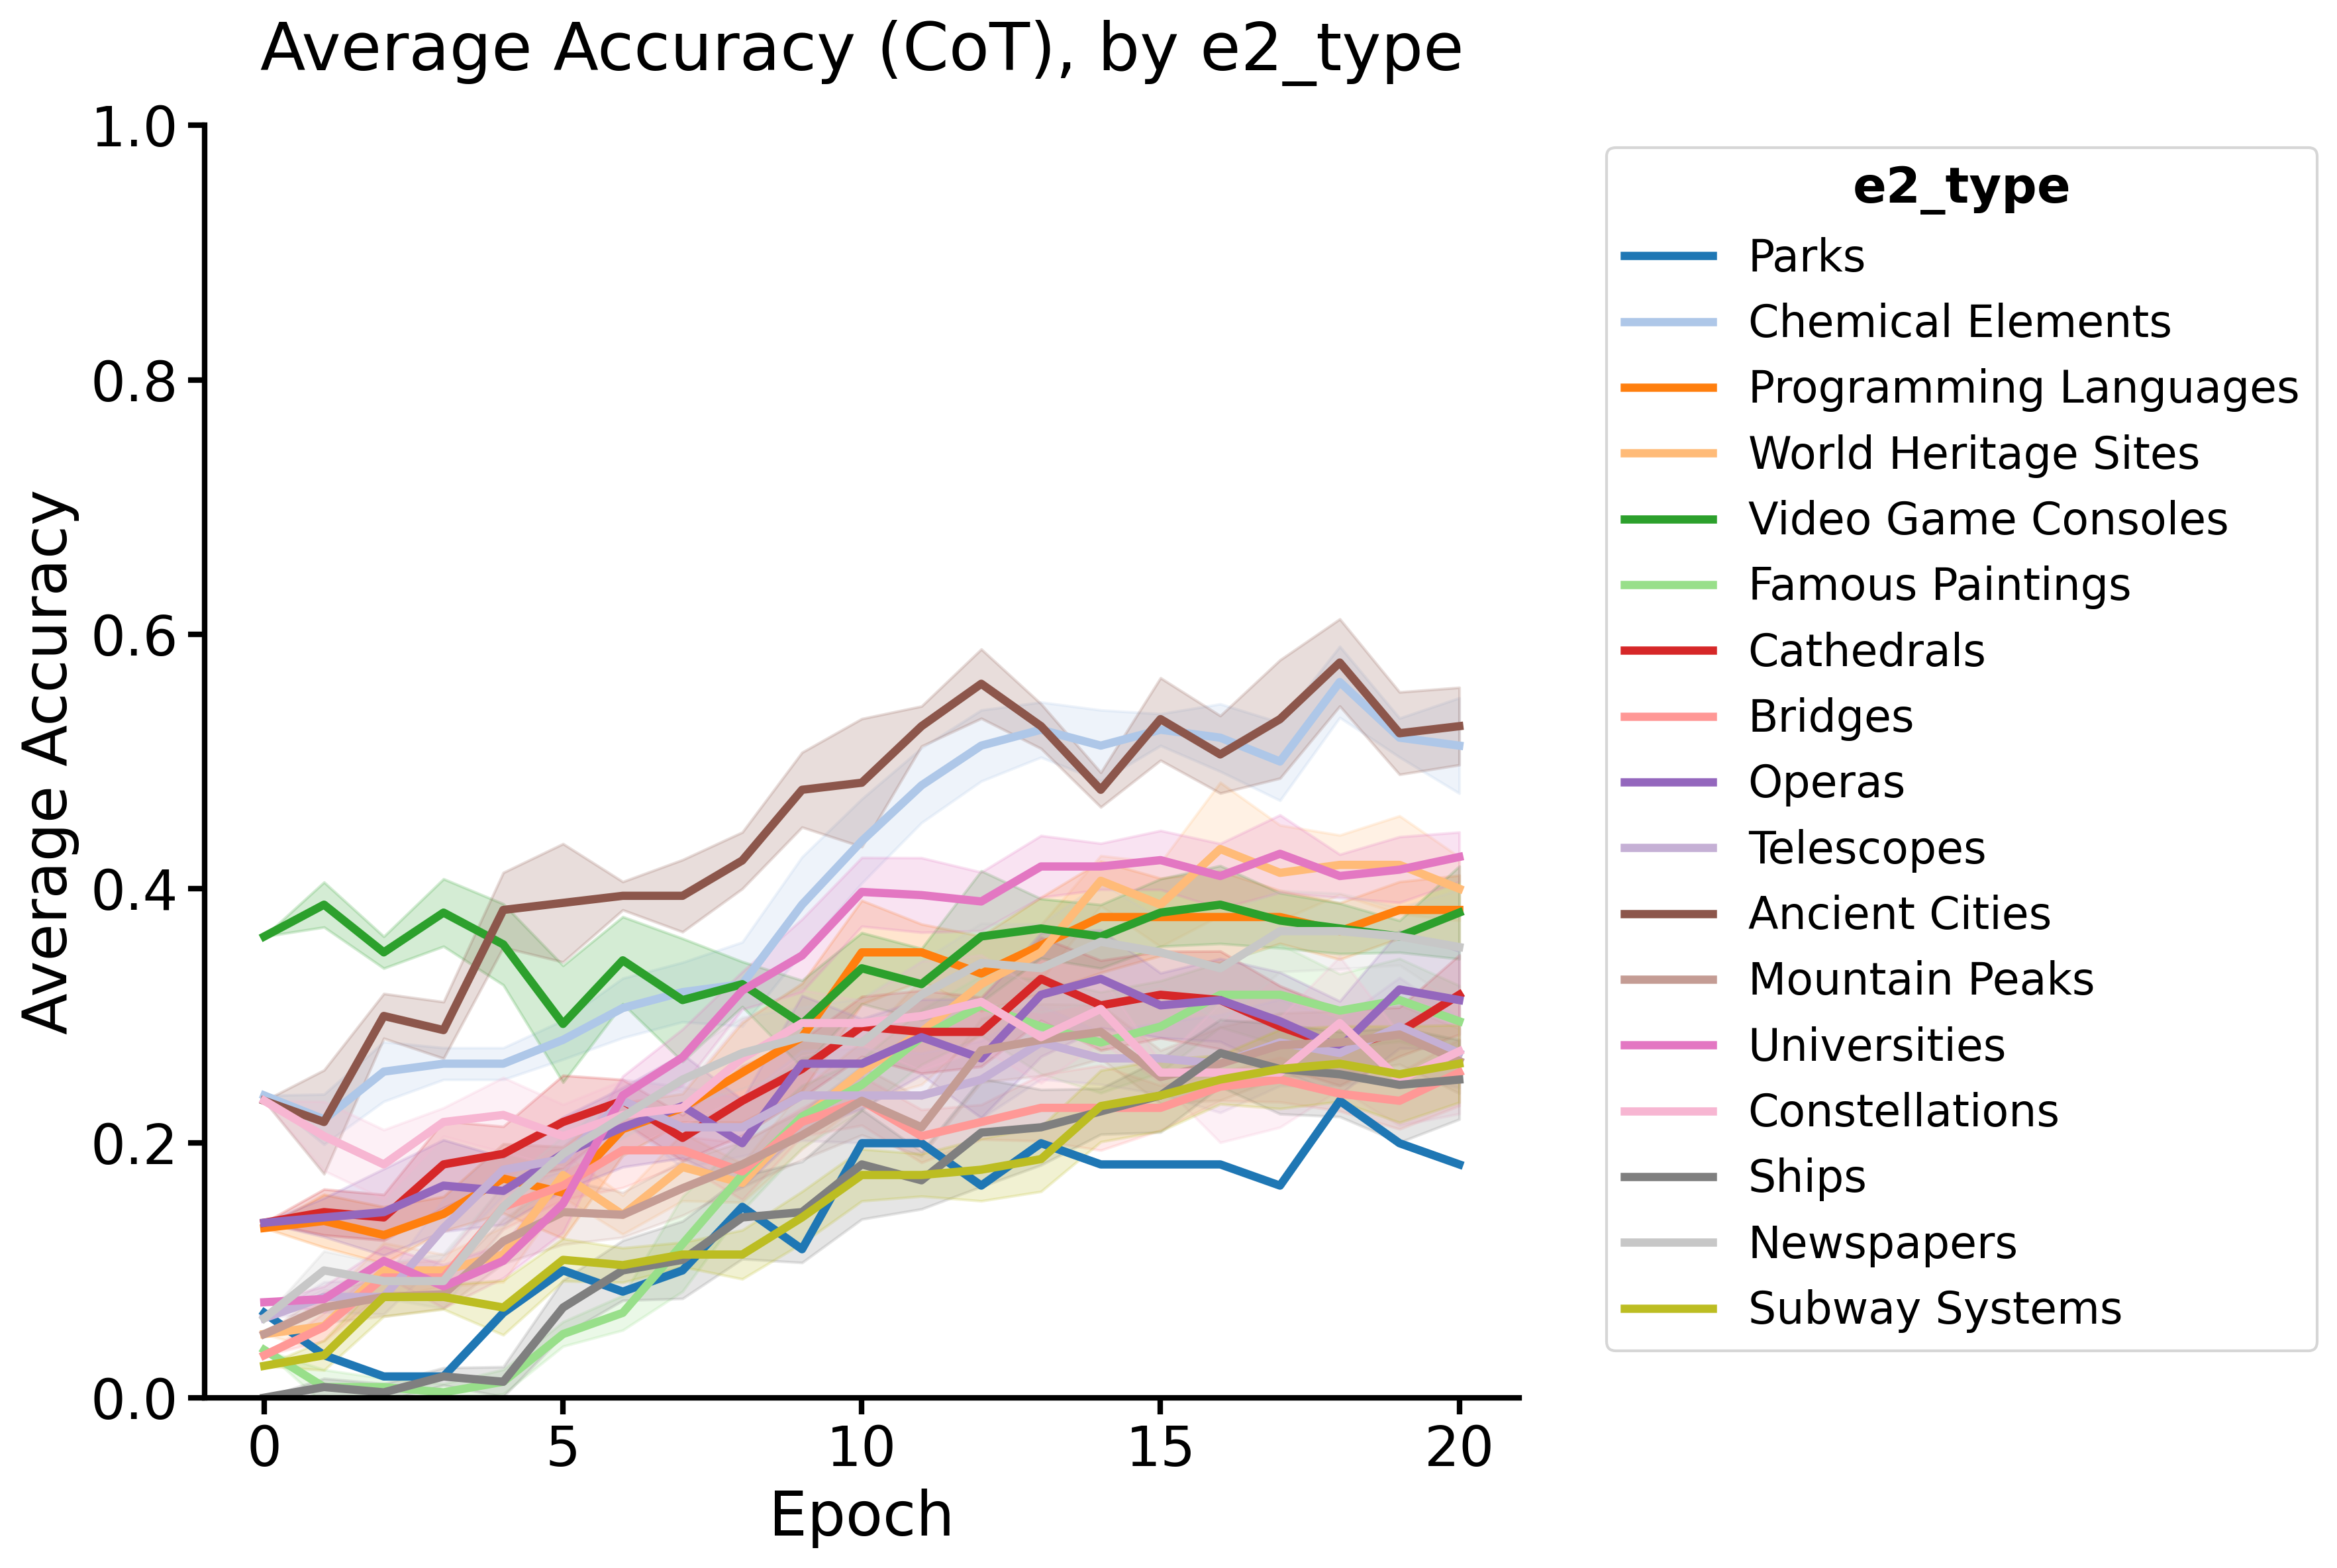 Average Accuracy (CoT), by e2_type
Average Accuracy
1.0
0.8
0.6
0.4
0.2
0.0
0 5 10 15 20
Epoch
e2_type
Parks
Chemical Elements
Programming Languages
World Heritage Sites
Video Game Consoles
Famous Paintings
Cathedrals
Bridges
Operas
Telescopes
Ancient Cities
Mountain Peaks
Universities
Constellations
Ships
Newspapers
Subway Systems